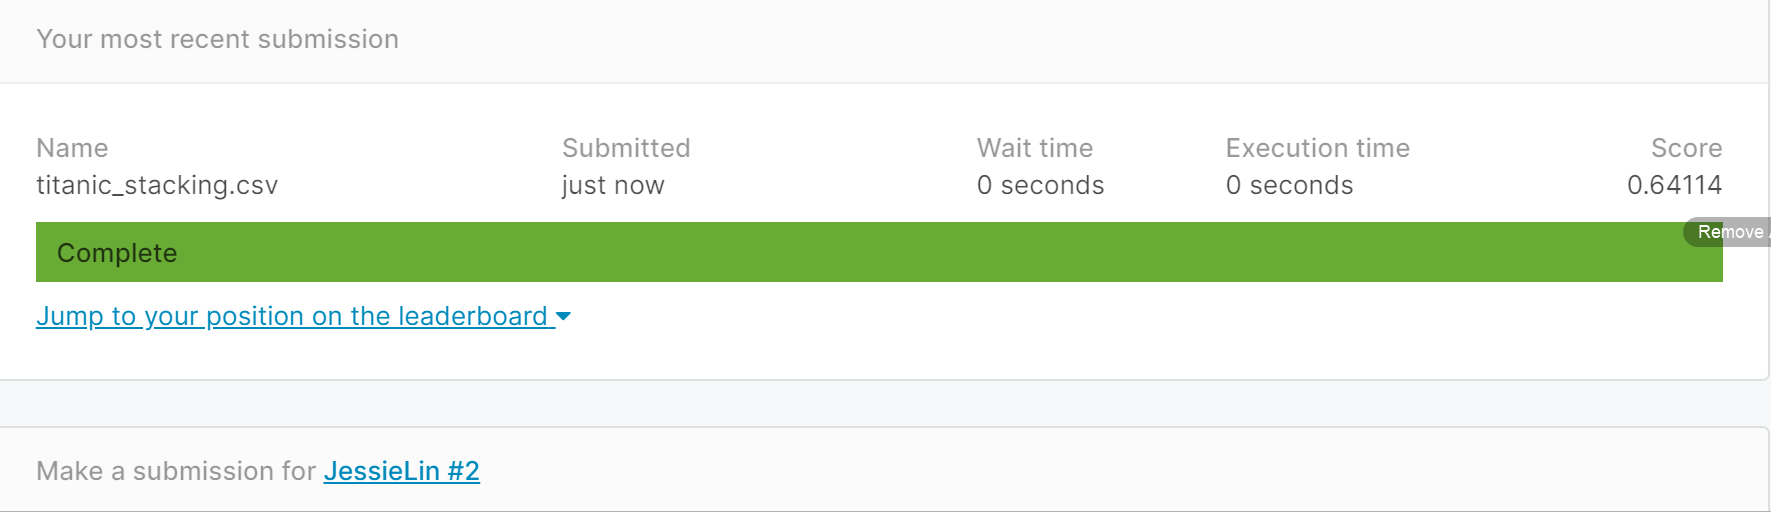 Your most recent submission
Name Submitted Wait time Execution time Score
titanic_stacking.csv just now 0 seconds 0 seconds 0.64114
Remove
Complete
Jump to your position on the leaderboard
Make a submission for JessieLin #2